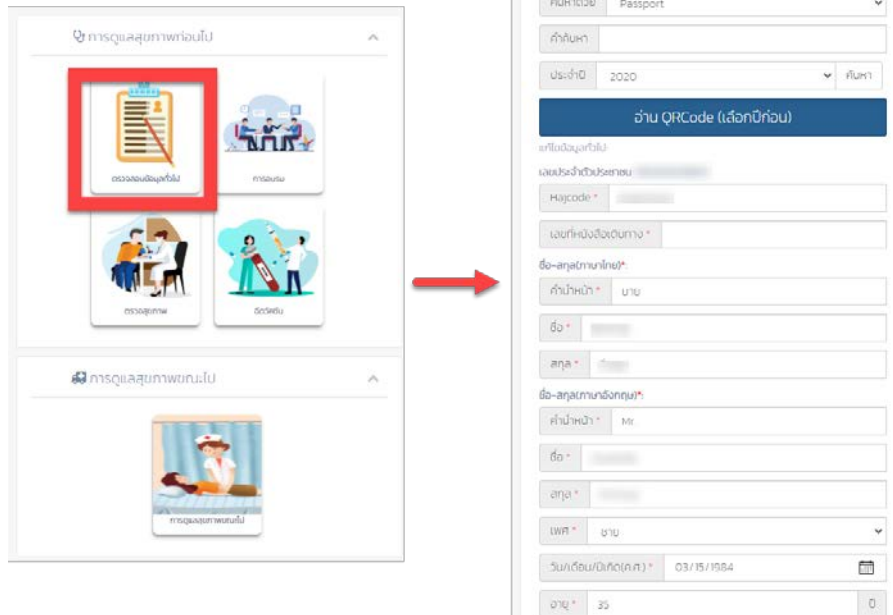 การดูแลสุขภาพก่อนไป
ตรวจสอบข้อมูลทั่วไป
การอบรม
ตรวจสุขภาพ
ฉีดวัคซีน
การดูแลสุขภาพขณะไป
การดูแลสุขภาพขณะไป
ค้นหาด้วย Passport
คำค้นหา
ประจำปี 2020 ค้นหา
อ่าน QRCode (เลือกปีก่อน)
แก้ไขข้อมูลทั่วไป
เลขประจำตัวประชาชน
Hajcode *
เลขที่หนังสือเดินทาง *
ชื่อ-สกุล(ภาษาไทย)*:
คำนำหน้า * นาย
ชื่อ *
สกุล *
ชื่อ-สกุล(ภาษาอังกฤษ)*:
คำนำหน้า * Mr
ชื่อ *
สกุล *
เพศ * ชาย
วัน/เดือน/ปีเกิด(ค.ศ.) * 03/15/1984
อายุ * 35 ปี